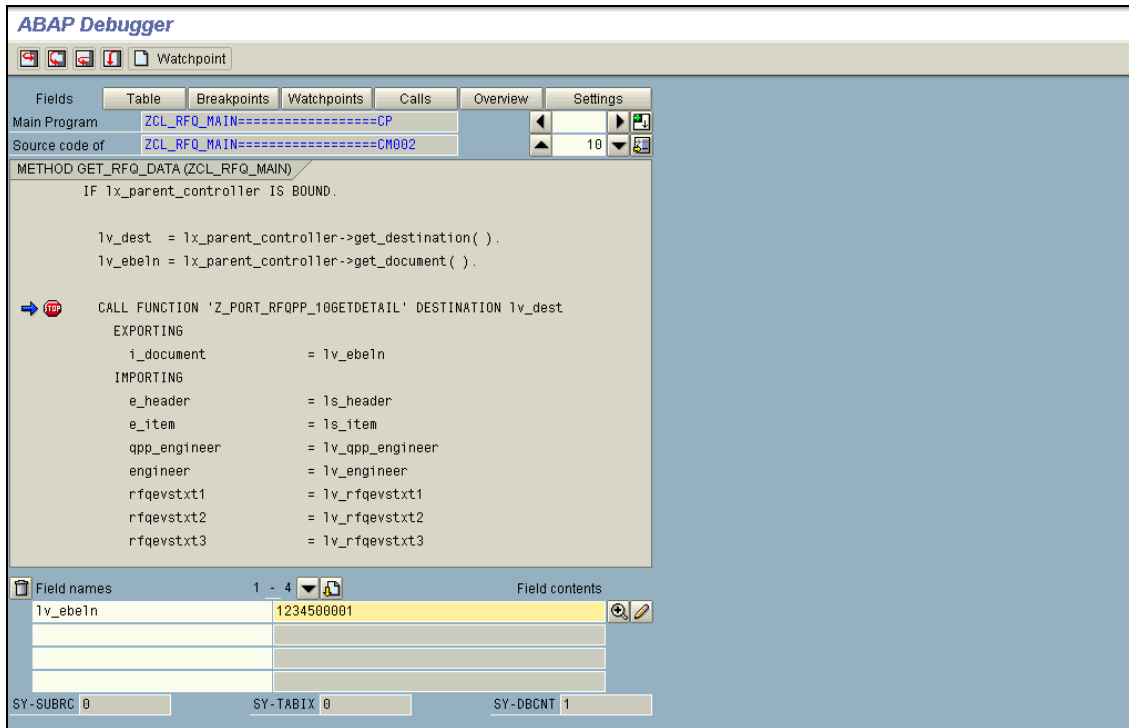 ABAP Debugger
Watchpoint
Fields Table Breakpoints Watchpoints Calls Overview Settings
Main Program ZCL_RFQ_MAIN==================CP
Source code of ZCL_RFQ_MAIN==================CM002 10
METHOD GET_RFQ_DATA (ZCL_RFQ_MAIN)
IF lx_parent_controller IS BOUND.
lv_dest = lx_parent_controller->get_destination( ).
lv_ebeln = lx_parent_controller->get_document( ).
STOP CALL FUNCTION 'Z_PORT_RFQPP_10GETDETAIL' DESTINATION lv_dest
EXPORTING
i_document = lv_ebeln
IMPORTING
e_header = ls_header
e_item = ls_item
qpp_engineer = lv_qpp_engineer
engineer = lv_engineer
rfqevstxt1 = lv_rfqevstxt1
rfqevstxt2 = lv_rfqevstxt2
rfqevstxt3 = lv_rfqevstxt3
Field names 1 - 4 Field contents
lv_ebeln 1234500001
SY-SUBRC 0 SY-TABIX 0 SY-DBCNT 1